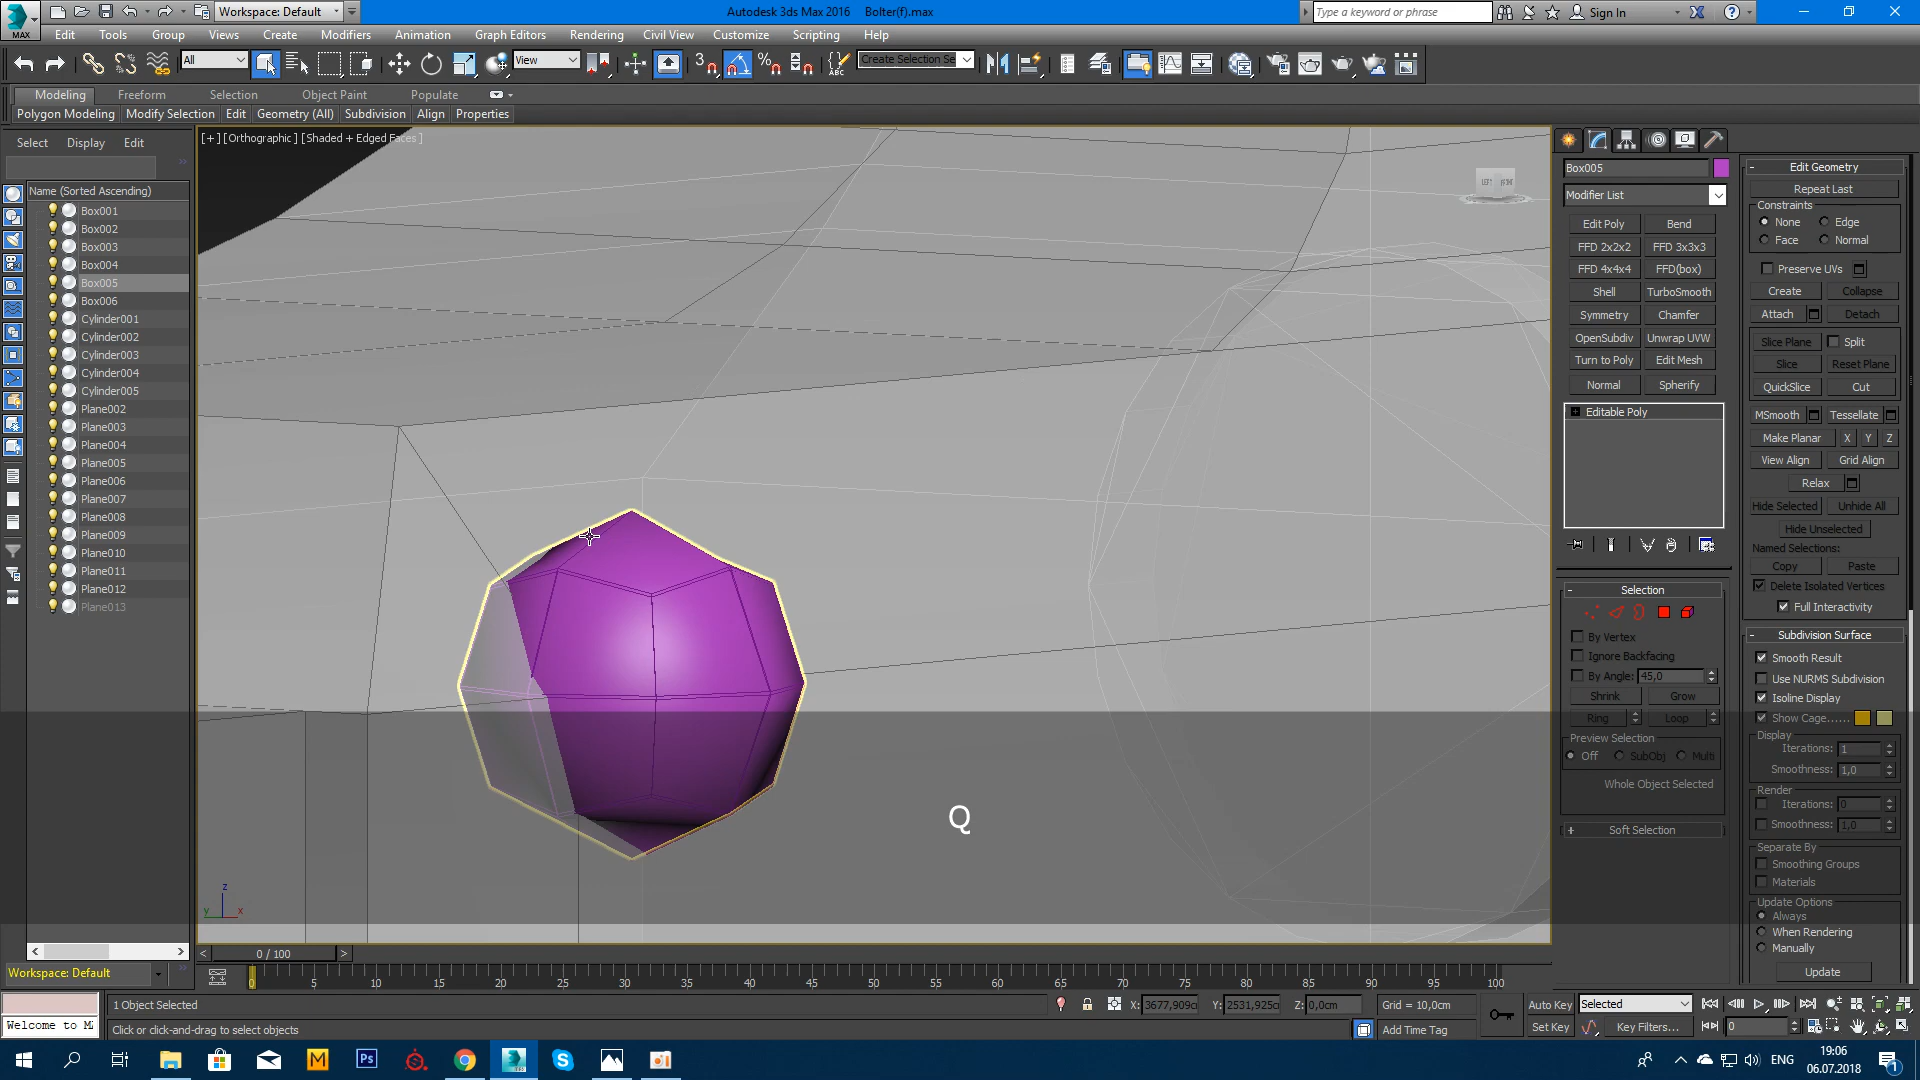 Workspace: Default
Autodesk 3ds Max 2016 Bolter(f).max
Type a keyword or phrase
Sign In
MAX
Edit Tools Group Views Create Modifiers Animation Graph Editors Rendering Civil View Customize Scripting Help
All
View
Create Selection Se
Modeling Freeform Selection Object Paint Populate
Polygon Modeling Modify Selection Edit Geometry (All) Subdivision Align Properties
Select Display Edit
Name (Sorted Ascending)
Box001
Box002
Box003
Box004
Box005
Box006
Cylinder001
Cylinder002
Cylinder003
Cylinder004
Cylinder005
Plane002
Plane003
Plane004
Plane005
Plane006
Plane007
Plane008
Plane009
Plane010
Plane011
Plane012
Plane013
[+] [Orthographic] [Shaded + Edged Faces]
Q
z
y
x
Box005
Modifier List
Edit Poly Bend
FFD 2x2x2 FFD 3x3x3
FFD 4x4x4 FFD(box)
Shell TurboSmooth
Symmetry Chamfer
OpenSubdiv Unwrap UVW
Turn to Poly Edit Mesh
Normal Spherify
Editable Poly
Selection
By Vertex
Ignore Backfacing
By Angle: 45,0
Shrink Grow
Ring Loop
Preview Selection
Off SubObj Multi
Whole Object Selected
Soft Selection
Edit Geometry
Repeat Last
Constraints
None Edge
Face Normal
Preserve UVs
Create Collapse
Attach Detach
Slice Plane Split
Slice Reset Plane
QuickSlice Cut
MSmooth Tessellate
Make Planar X Y Z
View Align Grid Align
Relax
Hide Selected Unhide All
Hide Unselected
Named Selections:
Copy Paste
Delete Isolated Vertices
Full Interactivity
Subdivision Surface
Smooth Result
Use NURMS Subdivision
Isoline Display
Show Cage......
Display
Iterations: 1
Smoothness: 1,0
Render
Iterations: 0
Smoothness: 1,0
Separate By
Smoothing Groups
Materials
Update Options
Always
When Rendering
Manually
Update
0 / 100
Workspace: Default
0 5 10 15 20 25 30 35 40 45 50 55 60 65 70 75 80 85 90 95 100
1 Object Selected
X: 3677,909c Y: 2531,925c Z: 0,0cm Grid = 10,0cm
Auto Key Selected
Welcome to M
Click or click-and-drag to select objects
Add Time Tag
Set Key Key Filters... 0
Ps
ENG
19:06
06.07.2018
1